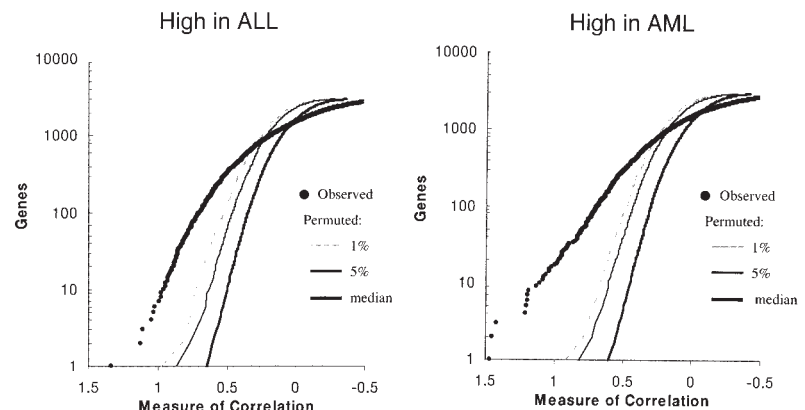 High in ALL
10000
1000
100
10
1
Genes
Observed
Permuted:
1%
5%
median
1.5 1 0.5 0 -0.5
Measure of Correlation
High in AML
10000
1000
100
10
1
Genes
Observed
Permuted:
1%
5%
median
1.5 1 0.5 0 -0.5
Measure of Correlation